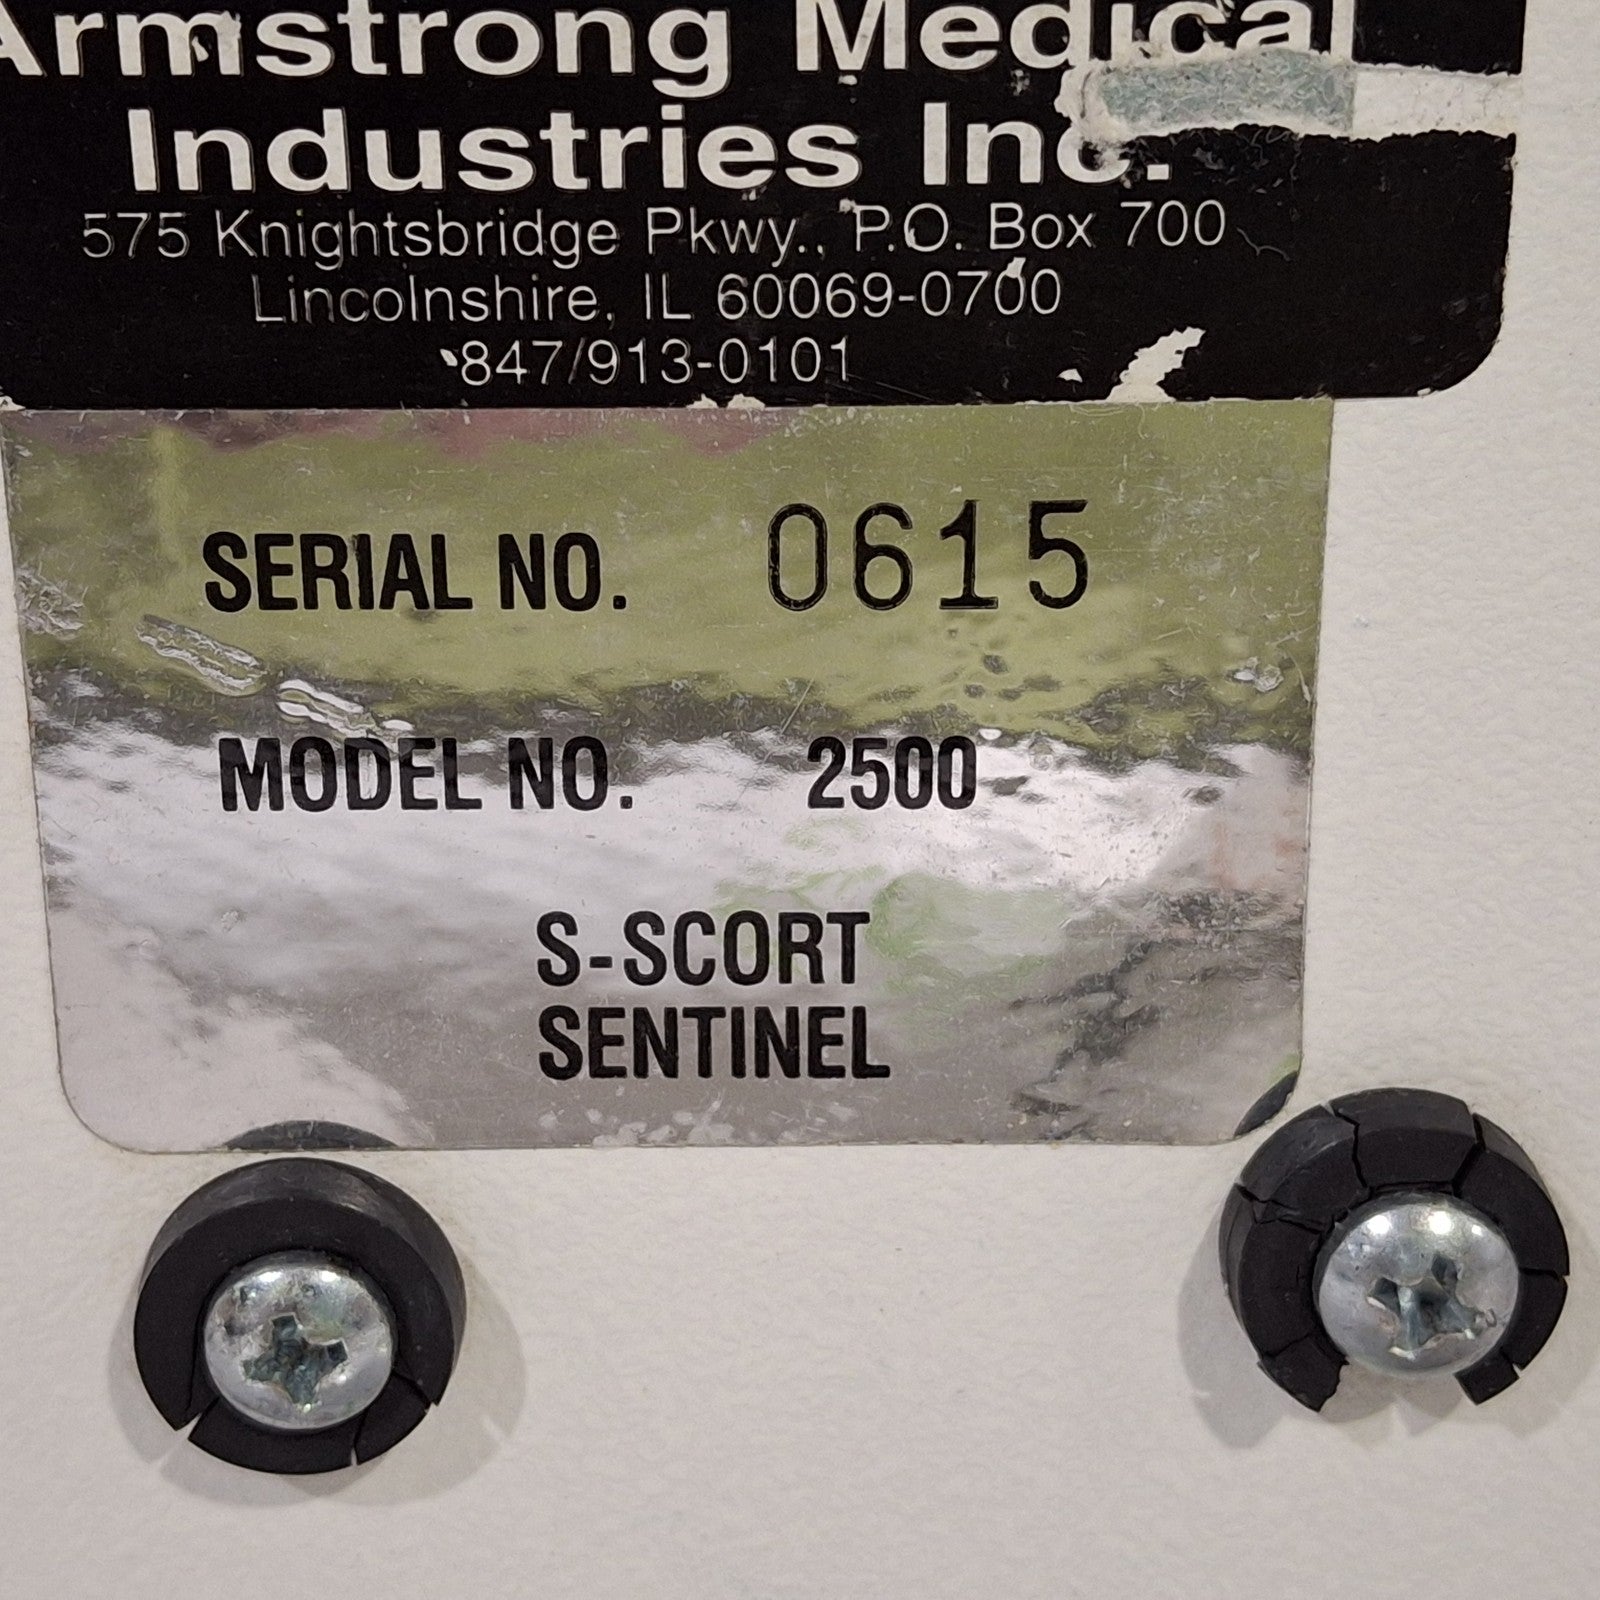 Armstrong Medical
Industries Inc.
575 Knightsbridge Pkwy., P.O. Box 700
Lincolnshire, IL 60069-0700
847/913-0101
SERIAL NO. 0615
MODEL NO. 2500
S-SCORT
SENTINEL